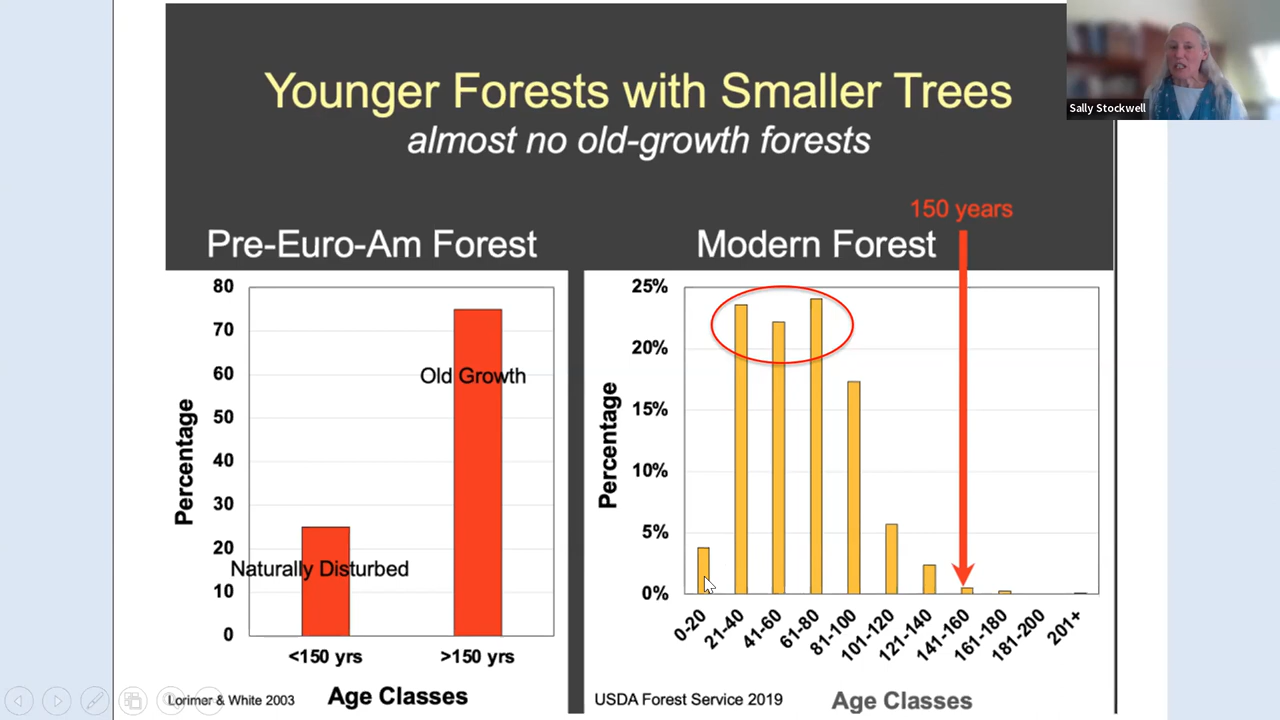 Sally Stockwell
Younger Forests with Smaller Trees
almost no old-growth forests
150 years
Pre-Euro-Am Forest
Modern Forest
80
70
60
50
40
30
20
10
0
Percentage
Old Growth
Naturally Disturbed
<150 yrs
>150 yrs
Age Classes
Lorimer & White 2003
25%
20%
15%
10%
5%
0%
Percentage
0-20
21-40
41-60
61-80
81-100
101-120
121-140
141-160
161-180
181-200
201+
Age Classes
USDA Forest Service 2019